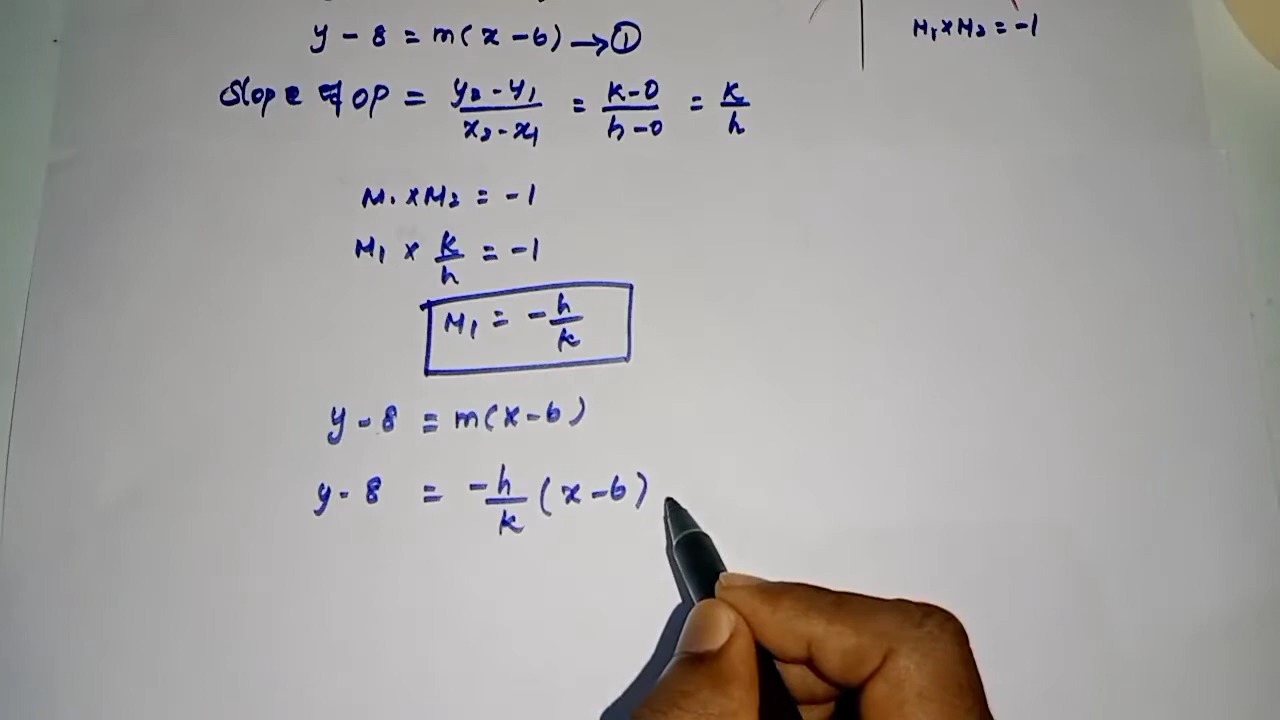 y - 8 = m(x - 6) → ①
M₁ × M₂ = -1
Slope of OP = y₂ - y₁ / x₂ - x₁ = k - 0 / h - 0 = k / h
M₁ × M₂ = -1
M₁ × k / h = -1
M₁ = - h / k
y - 8 = m(x - 6)
y - 8 = - h / k (x - 6)